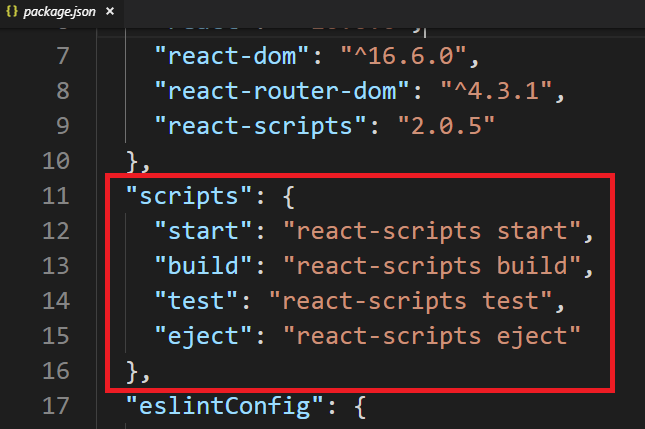 {} package.json ×
7 "react-dom": "^16.6.0",
8 "react-router-dom": "^4.3.1",
9 "react-scripts": "2.0.5"
10 },
11 "scripts": {
12 "start": "react-scripts start",
13 "build": "react-scripts build",
14 "test": "react-scripts test",
15 "eject": "react-scripts eject"
16 },
17 "eslintConfig": {